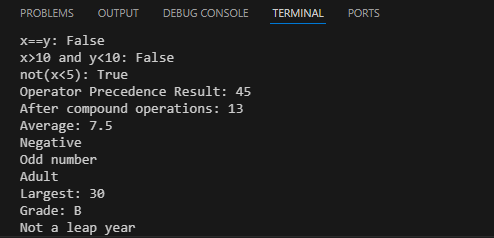 PROBLEMS OUTPUT DEBUG CONSOLE TERMINAL PORTS
x==y: False
x>10 and y<10: False
not(x<5): True
Operator Precedence Result: 45
After compound operations: 13
Average: 7.5
Negative
Odd number
Adult
Largest: 30
Grade: B
Not a leap year